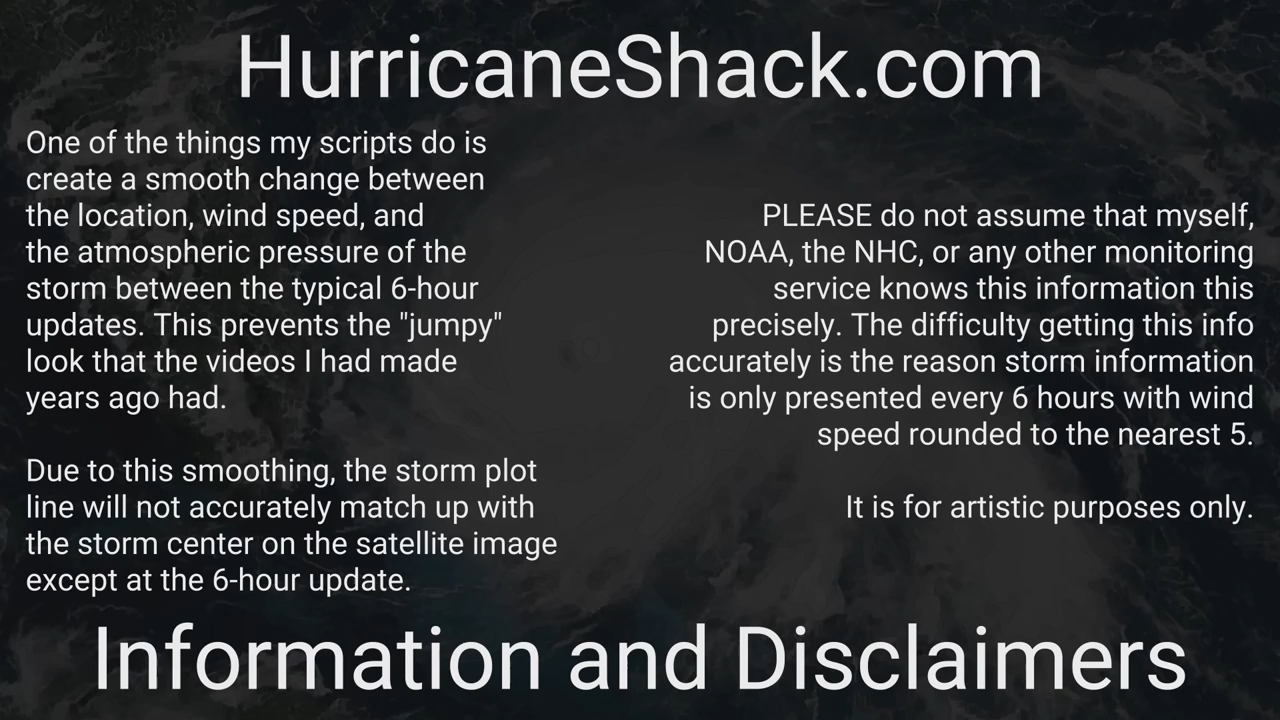 HurricaneShack.com
One of the things my scripts do is
create a smooth change between
the location, wind speed, and
the atmospheric pressure of the
storm between the typical 6-hour
updates. This prevents the "jumpy"
look that the videos I had made
years ago had.
Due to this smoothing, the storm plot
line will not accurately match up with
the storm center on the satellite image
except at the 6-hour update.
PLEASE do not assume that myself,
NOAA, the NHC, or any other monitoring
service knows this information this
precisely. The difficulty getting this info
accurately is the reason storm information
is only presented every 6 hours with wind
speed rounded to the nearest 5.
It is for artistic purposes only.
Information and Disclaimers